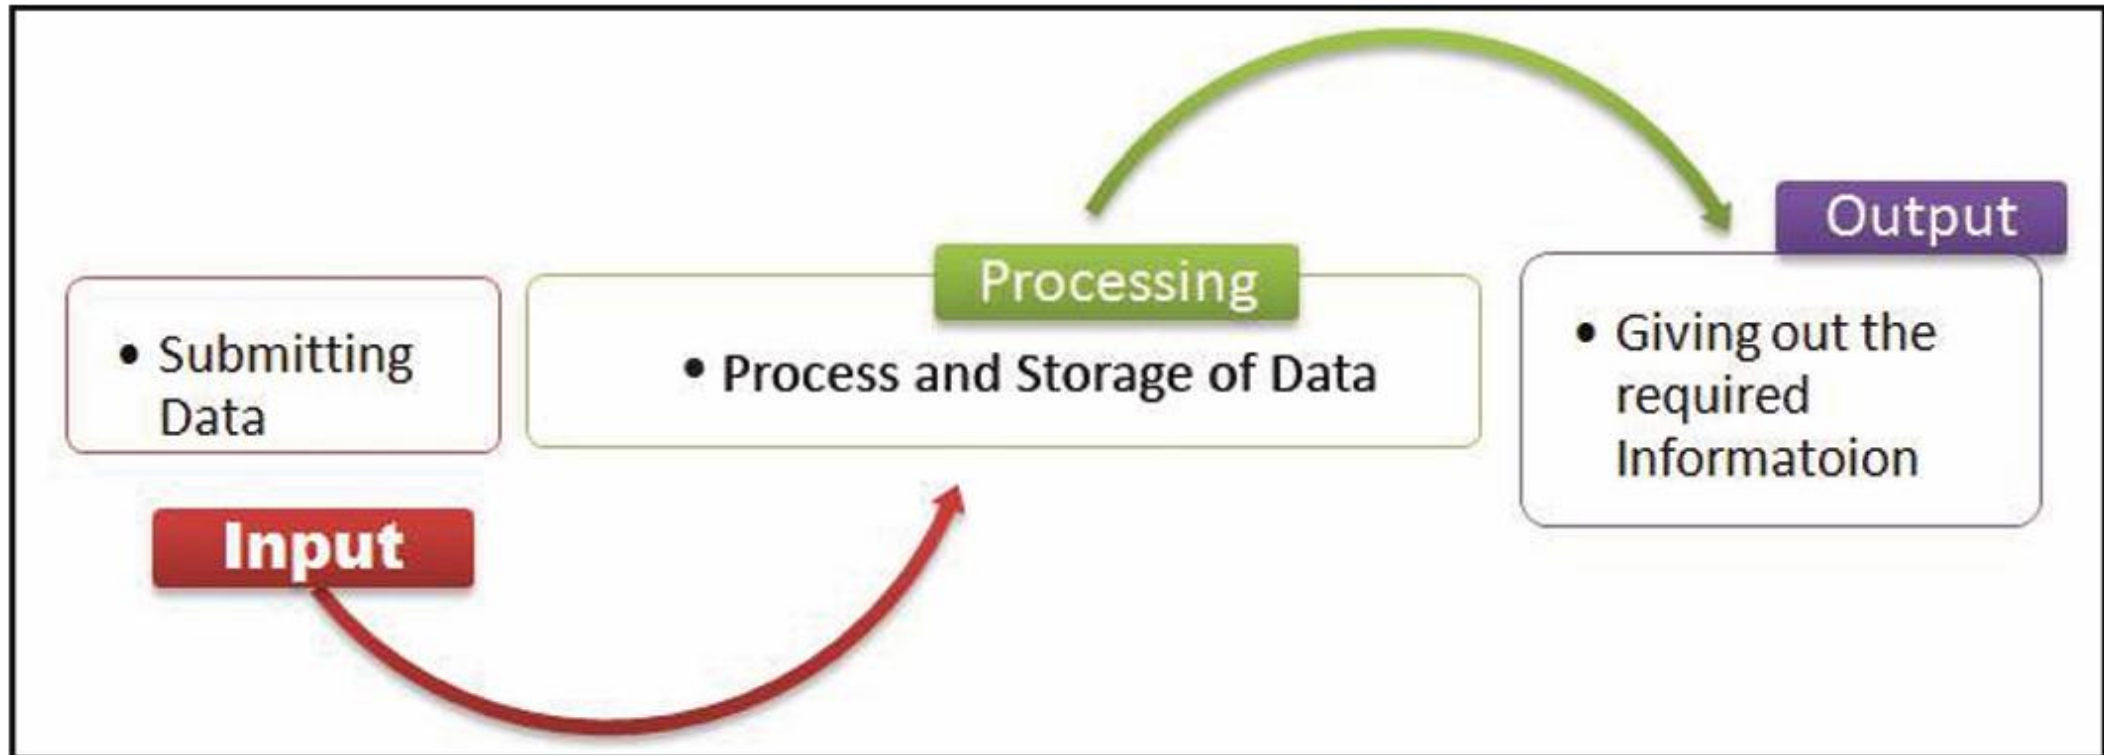 • Submitting
Data
Input
Processing
• Process and Storage of Data
Output
• Giving out the
required
Informatoion